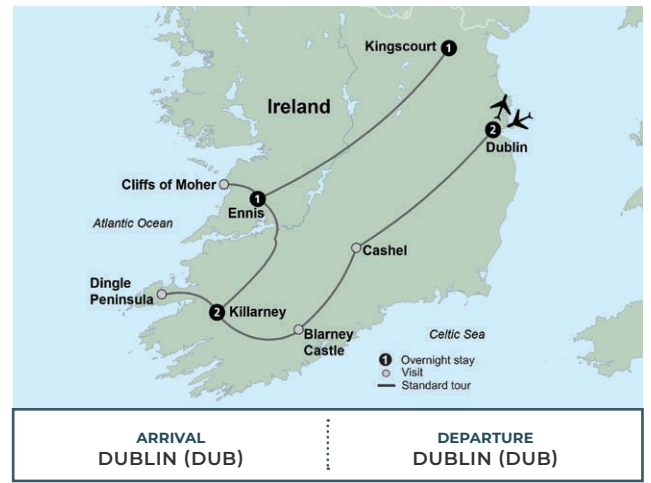 Kingscourt
1
Ireland
2
Dublin
Cliffs of Moher
1
Ennis
Atlantic Ocean
Cashel
Dingle
Peninsula
2
Killarney
Blarney
Castle
Celtic Sea
1 Overnight stay
Visit
Standard tour
ARRIVAL
DUBLIN (DUB)
DEPARTURE
DUBLIN (DUB)